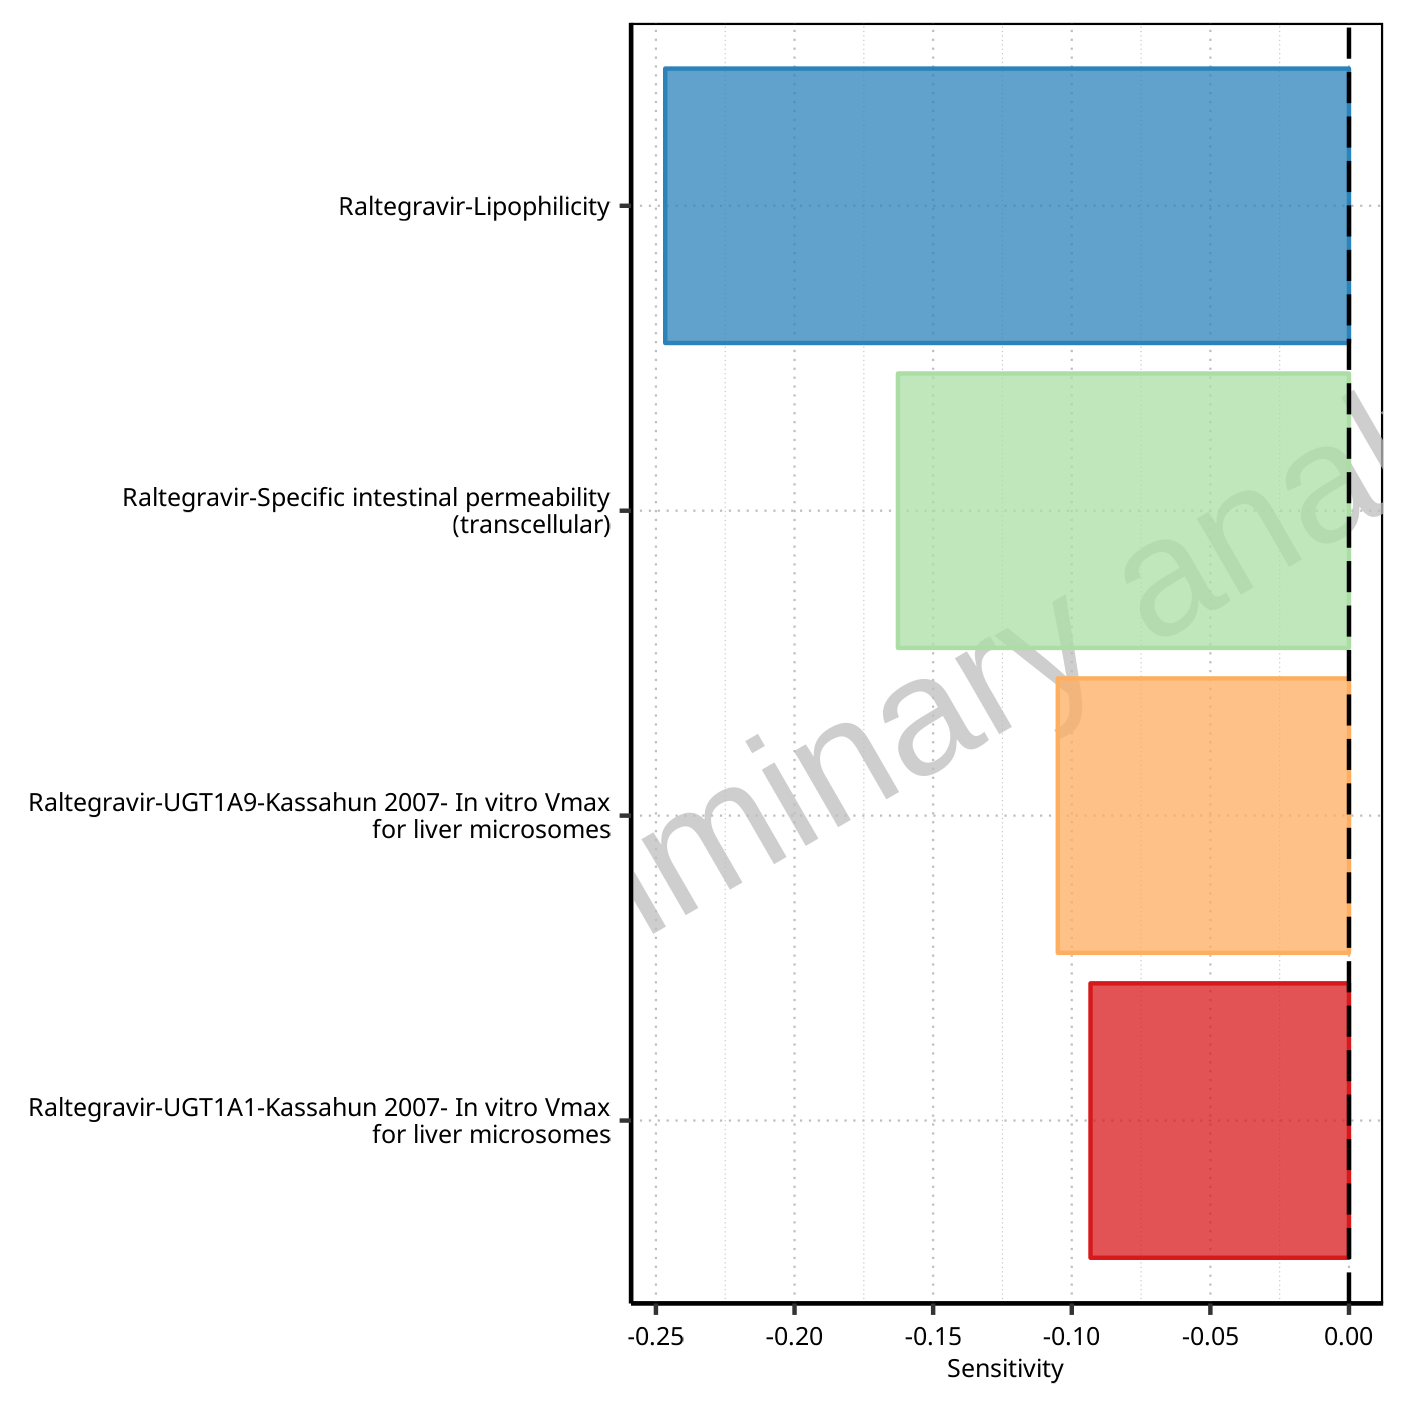 Raltegravir-Lipophilicity
Raltegravir-Specific intestinal permeability
(transcellular)
Raltegravir-UGT1A9-Kassahun 2007- In vitro Vmax
for liver microsomes
Raltegravir-UGT1A1-Kassahun 2007- In vitro Vmax
for liver microsomes
minary anal
-0.25 -0.20 -0.15 -0.10 -0.05 0.00
Sensitivity